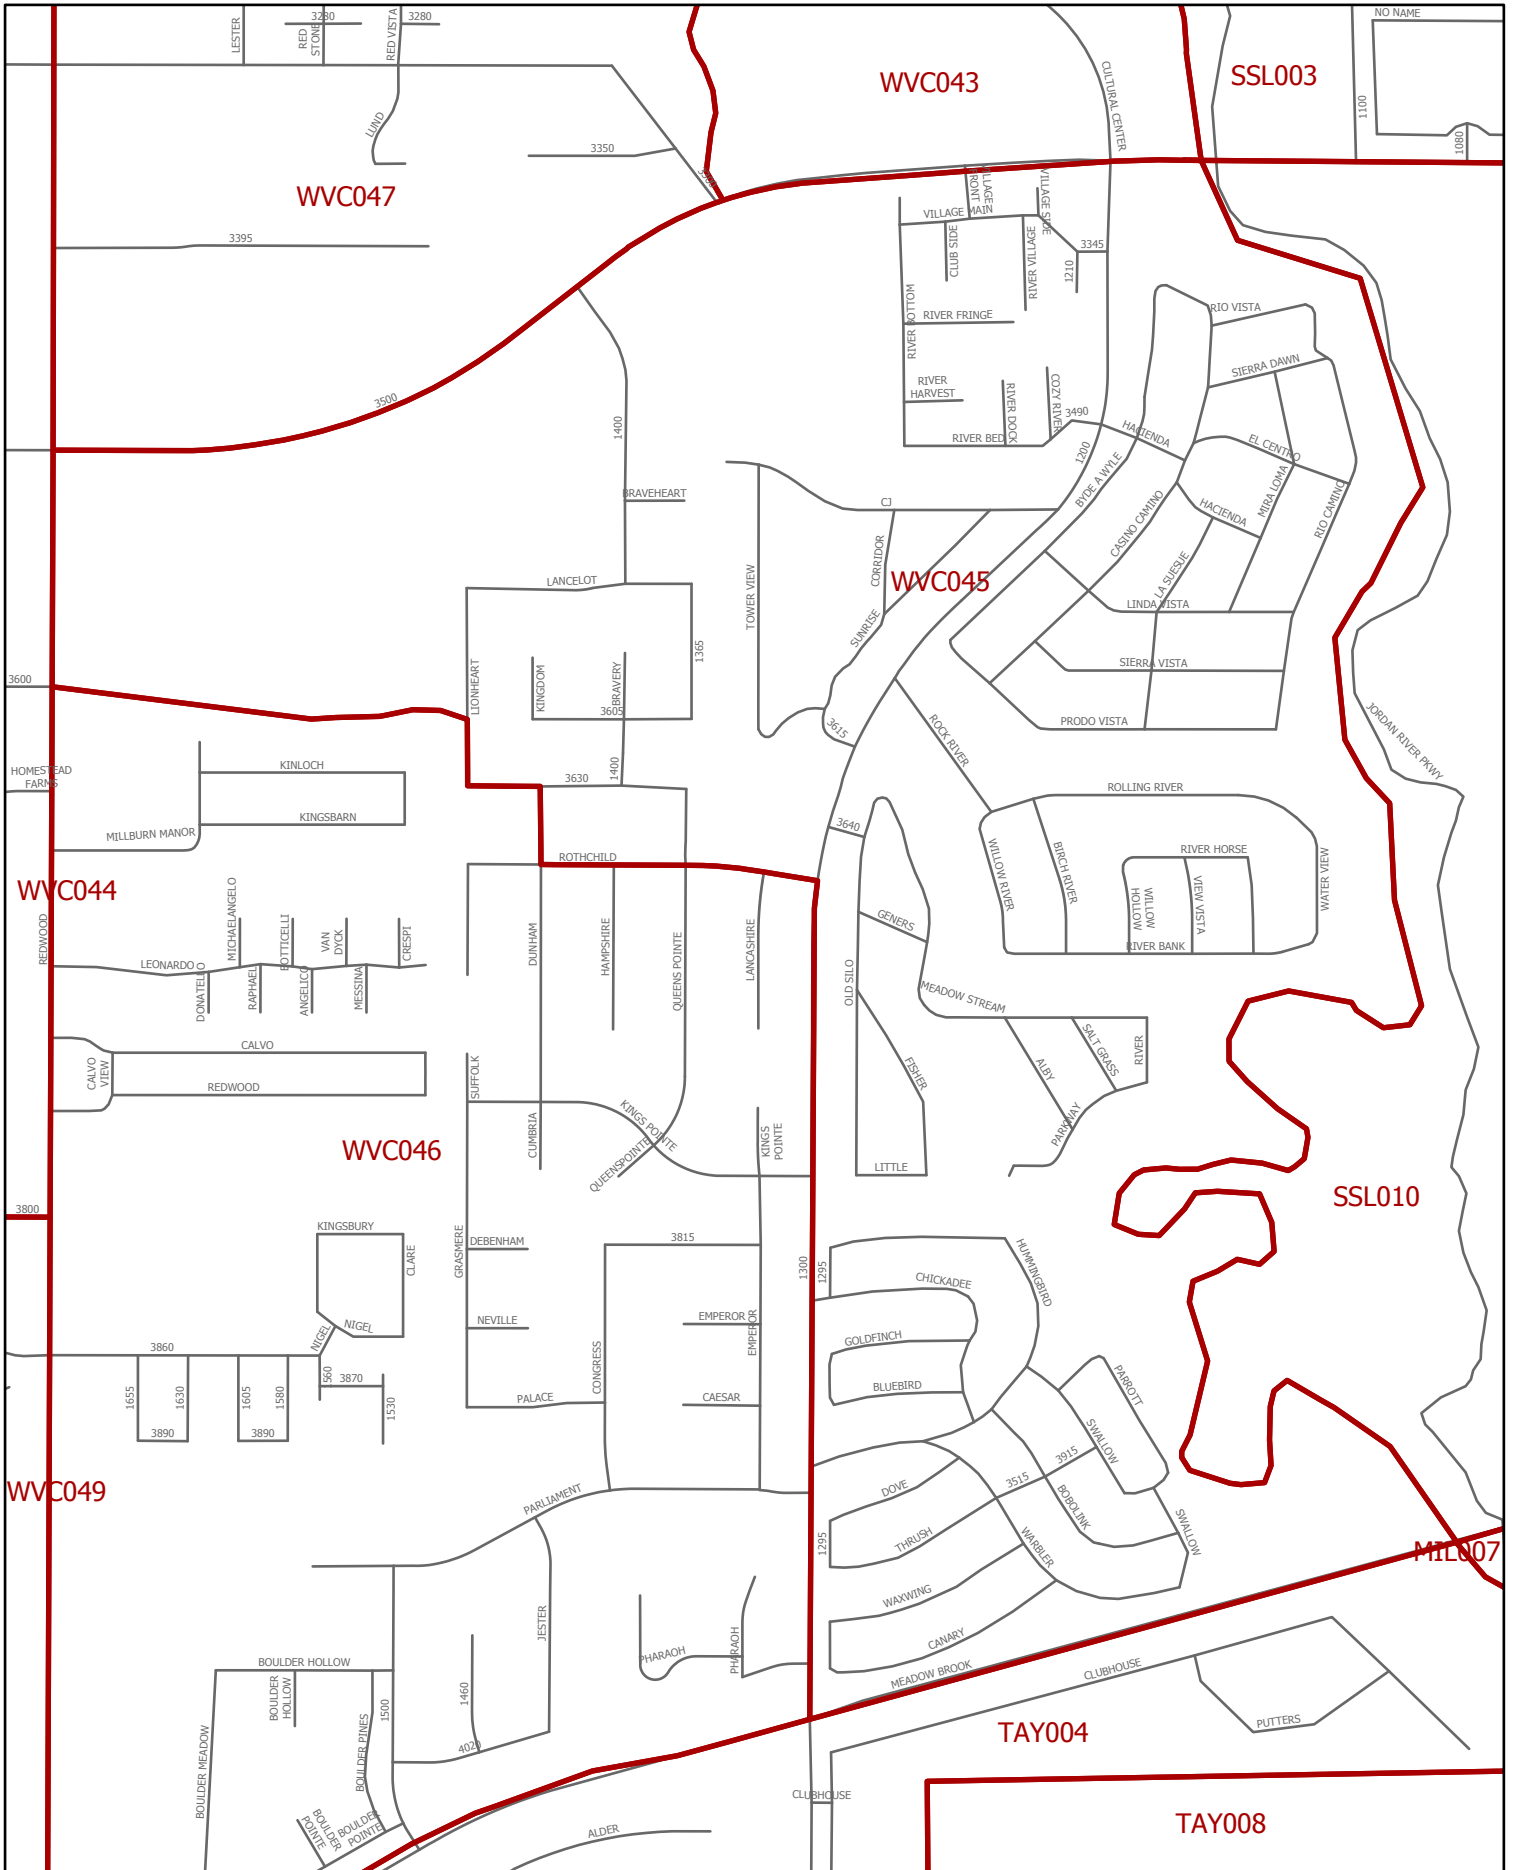 LESTER
3280
RED
STONE
RED VISTA
3280
NO NAME
WVC043
SSL003
CULTURAL CENTER
1100
1080
LUND
3350
3500
WVC047
VILLAGE
FRONT
VILLAGE SIDE
VILLAGE MAIN
3395
CLUB SIDE
RIVER VILLAGE
3345
1210
RIVER BOTTOM
RIVER FRINGE
RIO VISTA
SIERRA DAWN
RIVER
HARVEST
RIVER DOCK
COZY RIVER
3500
1400
3490
HACIENDA
RIVER BED
EL CENTRO
1200
BYDE A WYLE
MIRA LOMA
RIO CAMINO
BRAVEHEART
CJ
CASINO CAMINO
HACIENDA
CORRIDOR
LA SUESUE
LANCELOT
WVC045
TOWER VIEW
LINDA VISTA
SUNRISE
1365
SIERRA VISTA
3600
LIONHEART
KINGDOM
BRAVERY
3605
3615
ROCK RIVER
PRODO VISTA
JORDAN RIVER PKWY
HOMESTEAD
FARMS
KINLOCH
3630
1400
ROLLING RIVER
KINGSBARN
MILLBURN MANOR
3640
ROTHCHILD
WILLOW RIVER
BIRCH RIVER
RIVER HORSE
WVC044
WILLOW
HOLLOW
VIEW VISTA
WATER VIEW
MICHAELANGELO
BOTTICELLI
VAN
DYCK
CRESPI
REDWOOD
DUNHAM
HAMPSHIRE
QUEENS POINTE
LANCASHIRE
GENERS
RIVER BANK
LEONARDO
DONATELLO
RAPHAEL
ANGELICO
MESSINA
OLD SILO
MEADOW STREAM
CALVO
CALVO
VIEW
REDWOOD
SUFFOLK
FISHER
ALBY
SALT GRASS
RIVER
KINGS POINTE
CUMBRIA
QUEENSPOINTE
KINGS
POINTE
PARKWAY
WVC046
LITTLE
SSL010
3800
KINGSBURY
CLARE
GRASMERE
DEBENHAM
3815
1300
1295
HUMMINGBIRD
CHICKADEE
NIGEL
NIGEL
NEVILLE
EMPEROR
EMPEROR
GOLDFINCH
3860
1655
1630
1605
1580
1560
3870
1530
CONGRESS
PALACE
CAESAR
BLUEBIRD
PARROTT
3890
3890
SWALLOW
3915
WVC049
PARLIAMENT
DOVE
3515
BOBOLINK
THRUSH
SWALLOW
1295
WARBLER
MIL007
WAXWING
JESTER
PHARAOH
PHARAOH
CANARY
BOULDER HOLLOW
BOULDER
HOLLOW
1460
MEADOW BROOK
CLUBHOUSE
1500
BOULDER PINES
BOULDER MEADOW
4020
TAY004
PUTTERS
CLUBHOUSE
BOULDER
POINTE
BOULDER
POINTE
ALDER
TAY008